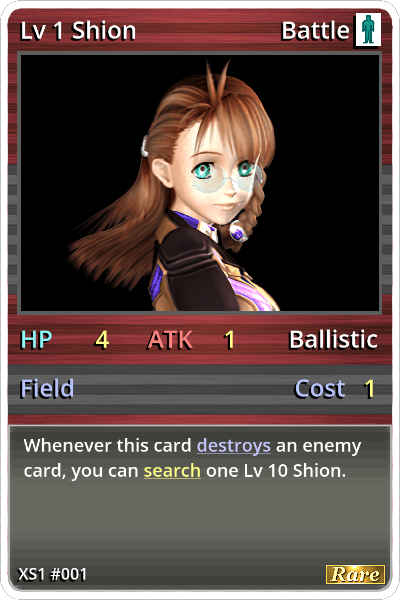 Lv 1 Shion Battle
HP 4 ATK 1 Ballistic
Field Cost 1
Whenever this card destroys an enemy
card, you can search one Lv 10 Shion.
XS1 #001 Rare